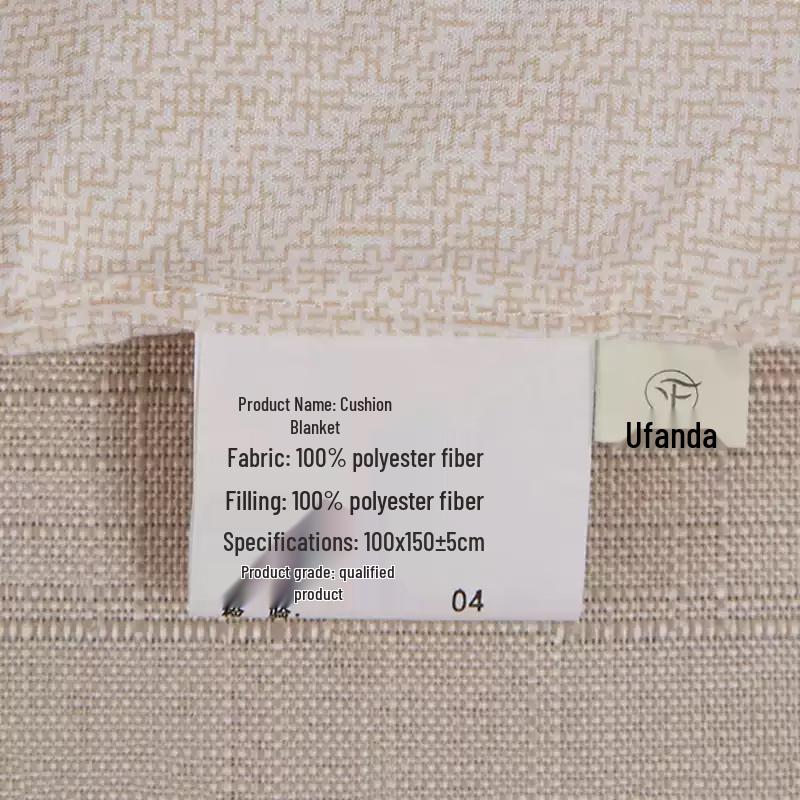 Product Name: Cushion
Blanket
Fabric: 100% polyester fiber
Filling: 100% polyester fiber
Specifications: 100x150±5cm
Product grade: qualified
product
04
Ufanda